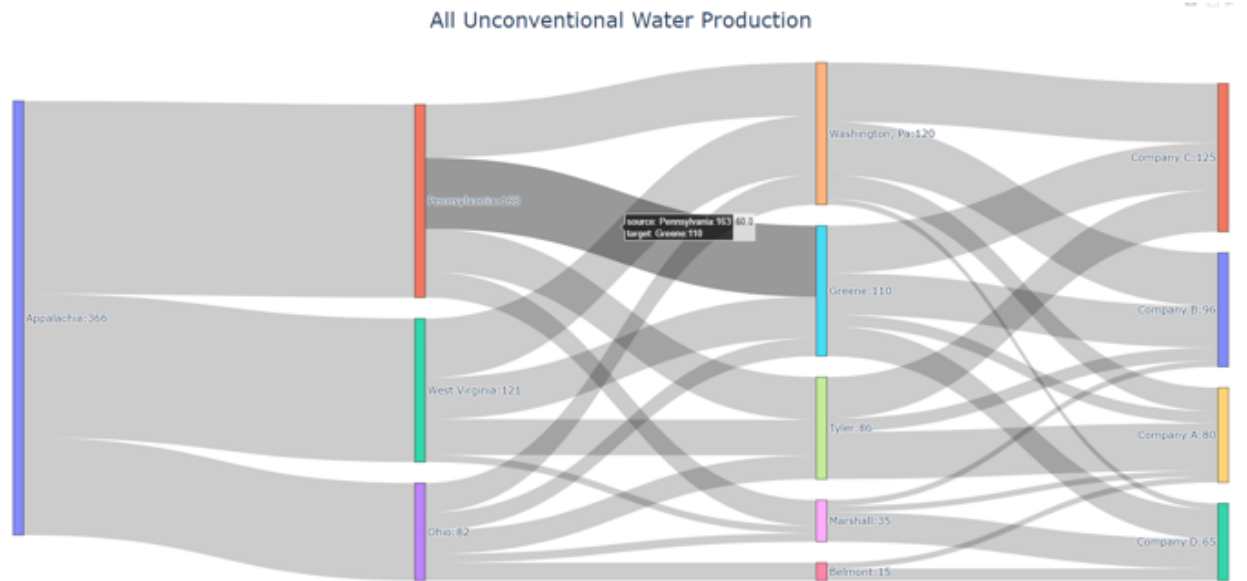 All Unconventional Water Production
Washington, Pa:120
Company C:125
Pennsylvania:163
source: Pennsylvania:163 60.0
target: Greene:110
Greene:110
Company B:96
Appalachia:366
West Virginia:121
Tyler:86
Company A:80
Marshall:35
Ohio:82
Company D:65
Belmont:15